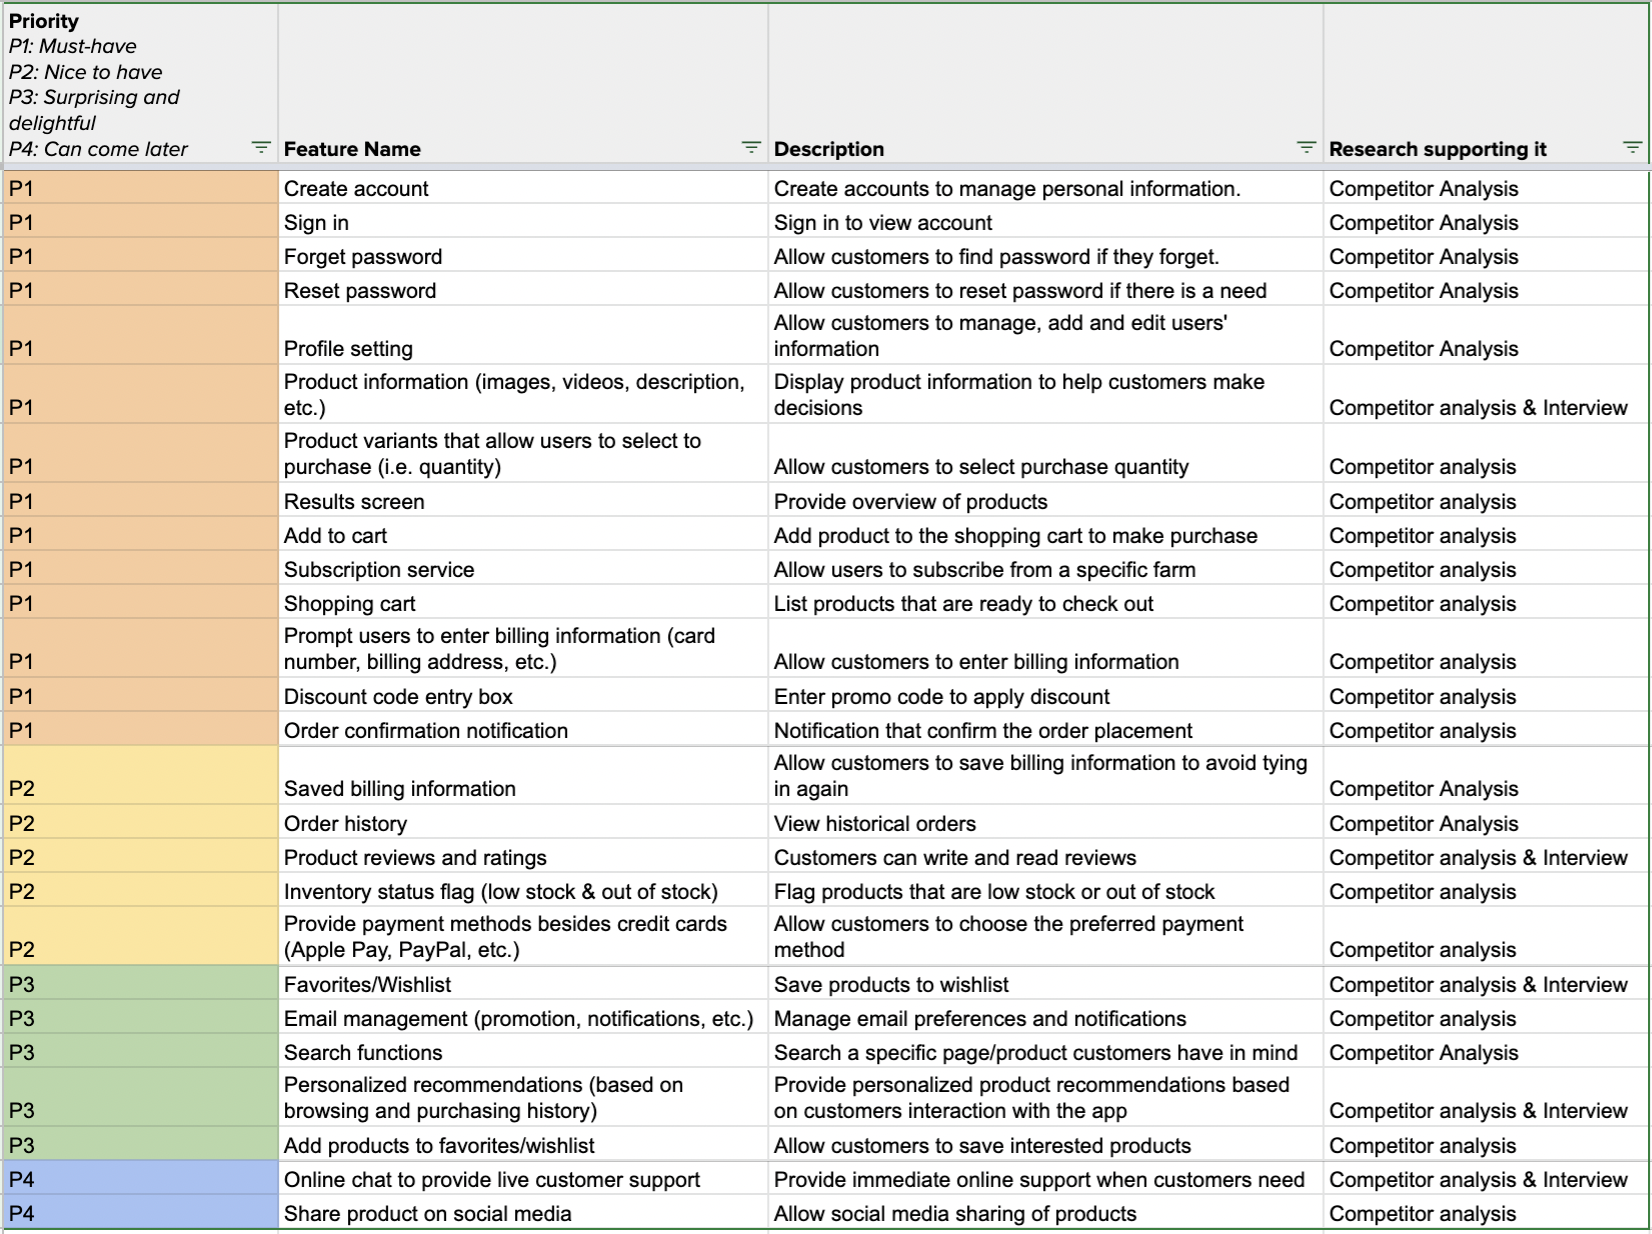 Priority
P1: Must-have
P2: Nice to have
P3: Surprising and
delightful
P4: Can come later
Feature Name
Description
Research supporting it
P1 Create account Create accounts to manage personal information. Competitor Analysis
P1 Sign in Sign in to view account Competitor Analysis
P1 Forget password Allow customers to find password if they forget. Competitor Analysis
P1 Reset password Allow customers to reset password if there is a need Competitor Analysis
Allow customers to manage, add and edit users'
P1 Profile setting information Competitor Analysis
Product information (images, videos, description, Display product information to help customers make
P1 etc.) decisions Competitor analysis & Interview
Product variants that allow users to select to
P1 purchase (i.e. quantity) Allow customers to select purchase quantity Competitor analysis
P1 Results screen Provide overview of products Competitor analysis
P1 Add to cart Add product to the shopping cart to make purchase Competitor analysis
P1 Subscription service Allow users to subscribe from a specific farm Competitor analysis
P1 Shopping cart List products that are ready to check out Competitor analysis
Prompt users to enter billing information (card
P1 number, billing address, etc.) Allow customers to enter billing information Competitor analysis
P1 Discount code entry box Enter promo code to apply discount Competitor analysis
P1 Order confirmation notification Notification that confirm the order placement Competitor analysis
Allow customers to save billing information to avoid tying
P2 Saved billing information in again Competitor Analysis
P2 Order history View historical orders Competitor Analysis
P2 Product reviews and ratings Customers can write and read reviews Competitor analysis & Interview
P2 Inventory status flag (low stock & out of stock) Flag products that are low stock or out of stock Competitor analysis
Provide payment methods besides credit cards Allow customers to choose the preferred payment
P2 (Apple Pay, PayPal, etc.) method Competitor analysis
P3 Favorites/Wishlist Save products to wishlist Competitor analysis & Interview
P3 Email management (promotion, notifications, etc.) Manage email preferences and notifications Competitor analysis
P3 Search functions Search a specific page/product customers have in mind Competitor Analysis
Personalized recommendations (based on Provide personalized product recommendations based
P3 browsing and purchasing history) on customers interaction with the app Competitor analysis & Interview
P3 Add products to favorites/wishlist Allow customers to save interested products Competitor analysis
P4 Online chat to provide live customer support Provide immediate online support when customers need Competitor analysis & Interview
P4 Share product on social media Allow social media sharing of products Competitor analysis